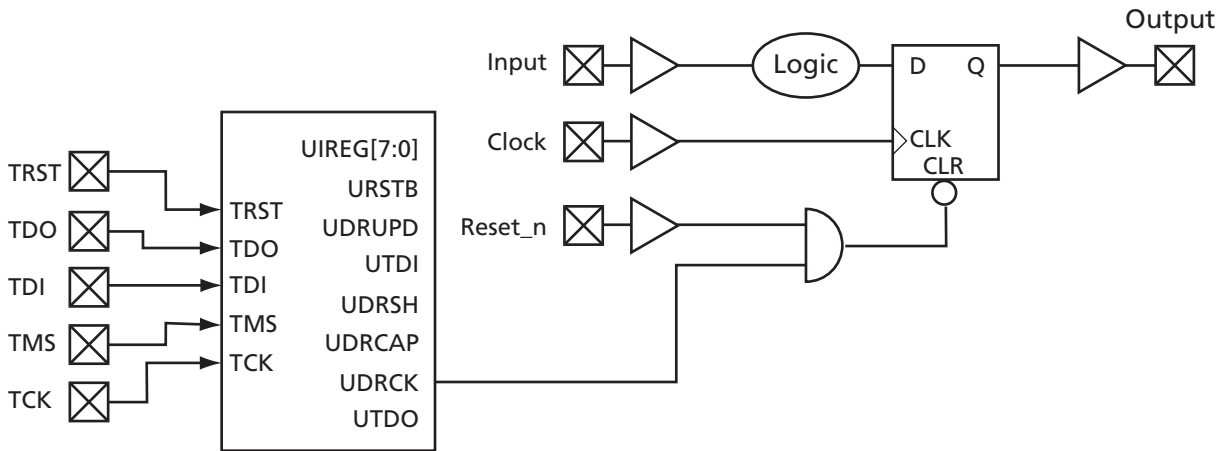 TRST
TDO
TDI
TMS
TCK
TRST
TDO
TDI
TMS
TCK
UIREG[7:0]
URSTB
UDRUPD
UTDI
UDRSH
UDRCAP
UDRCK
UTDO
Input
Clock
Reset_n
Logic
D Q
CLK
CLR
Output